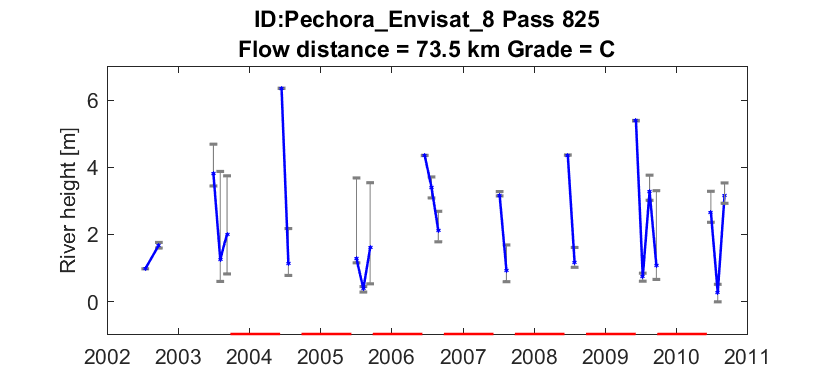 ID:Pechora_Envisat_8 Pass 825
Flow distance = 73.5 km Grade = C
River height [m]
6
4
2
0
2002 2003 2004 2005 2006 2007 2008 2009 2010 2011